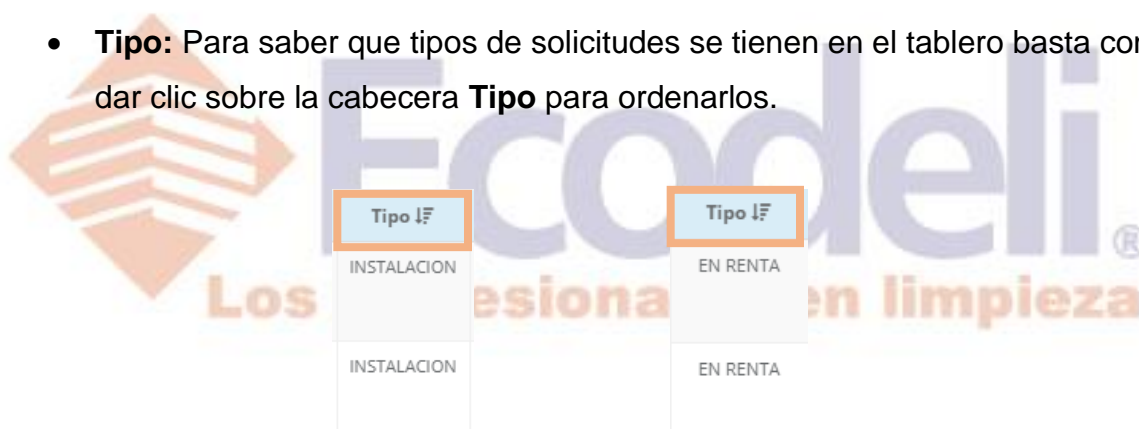 • Tipo: Para saber que tipos de solicitudes se tienen en el tablero basta con
dar clic sobre la cabecera Tipo para ordenarlos.
Ecodeli ®
Tipo Tipo
INSTALACION EN RENTA
Los esiona en limpieza
INSTALACION EN RENTA